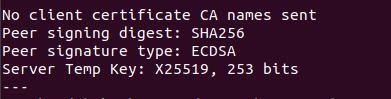 No client certificate CA names sent
Peer signing digest: SHA256
Peer signature type: ECDSA
Server Temp Key: X25519, 253 bits
---